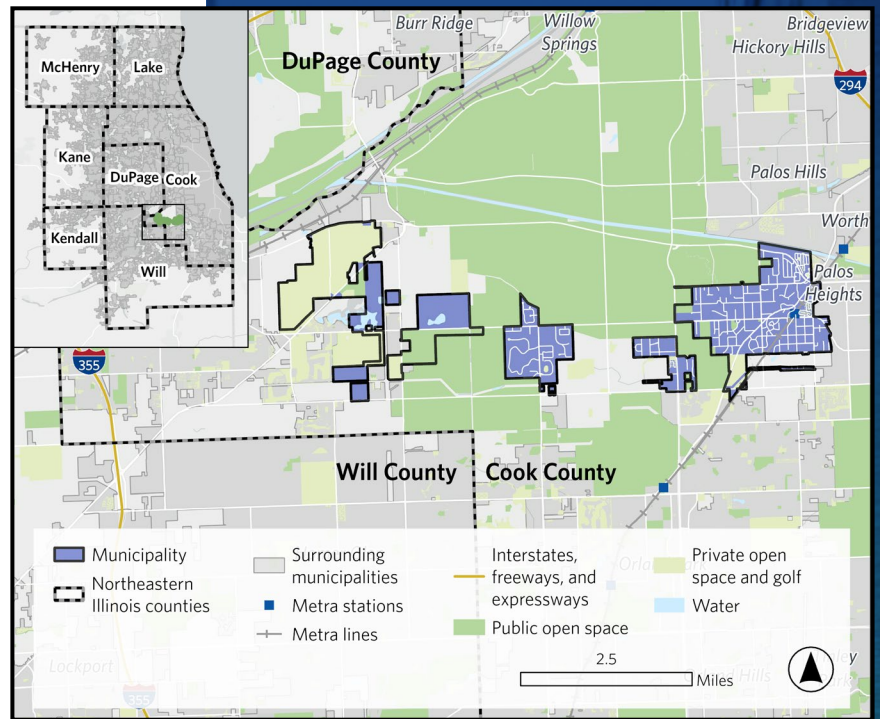 Burr Ridge
Willow
Springs
Bridgeview
Hickory Hills
294
DuPage County
McHenry
Lake
Kane
DuPage
Cook
Kendall
Will
Palos Hills
Worth
Palos
Heights
355
Will County
Cook County
Municipality
Northeastern
Illinois counties
Surrounding
municipalities
Metra stations
Metra lines
Interstates,
freeways, and
expressways
Public open space
Private open
space and golf
Water
2.5
Miles
Lockport
355